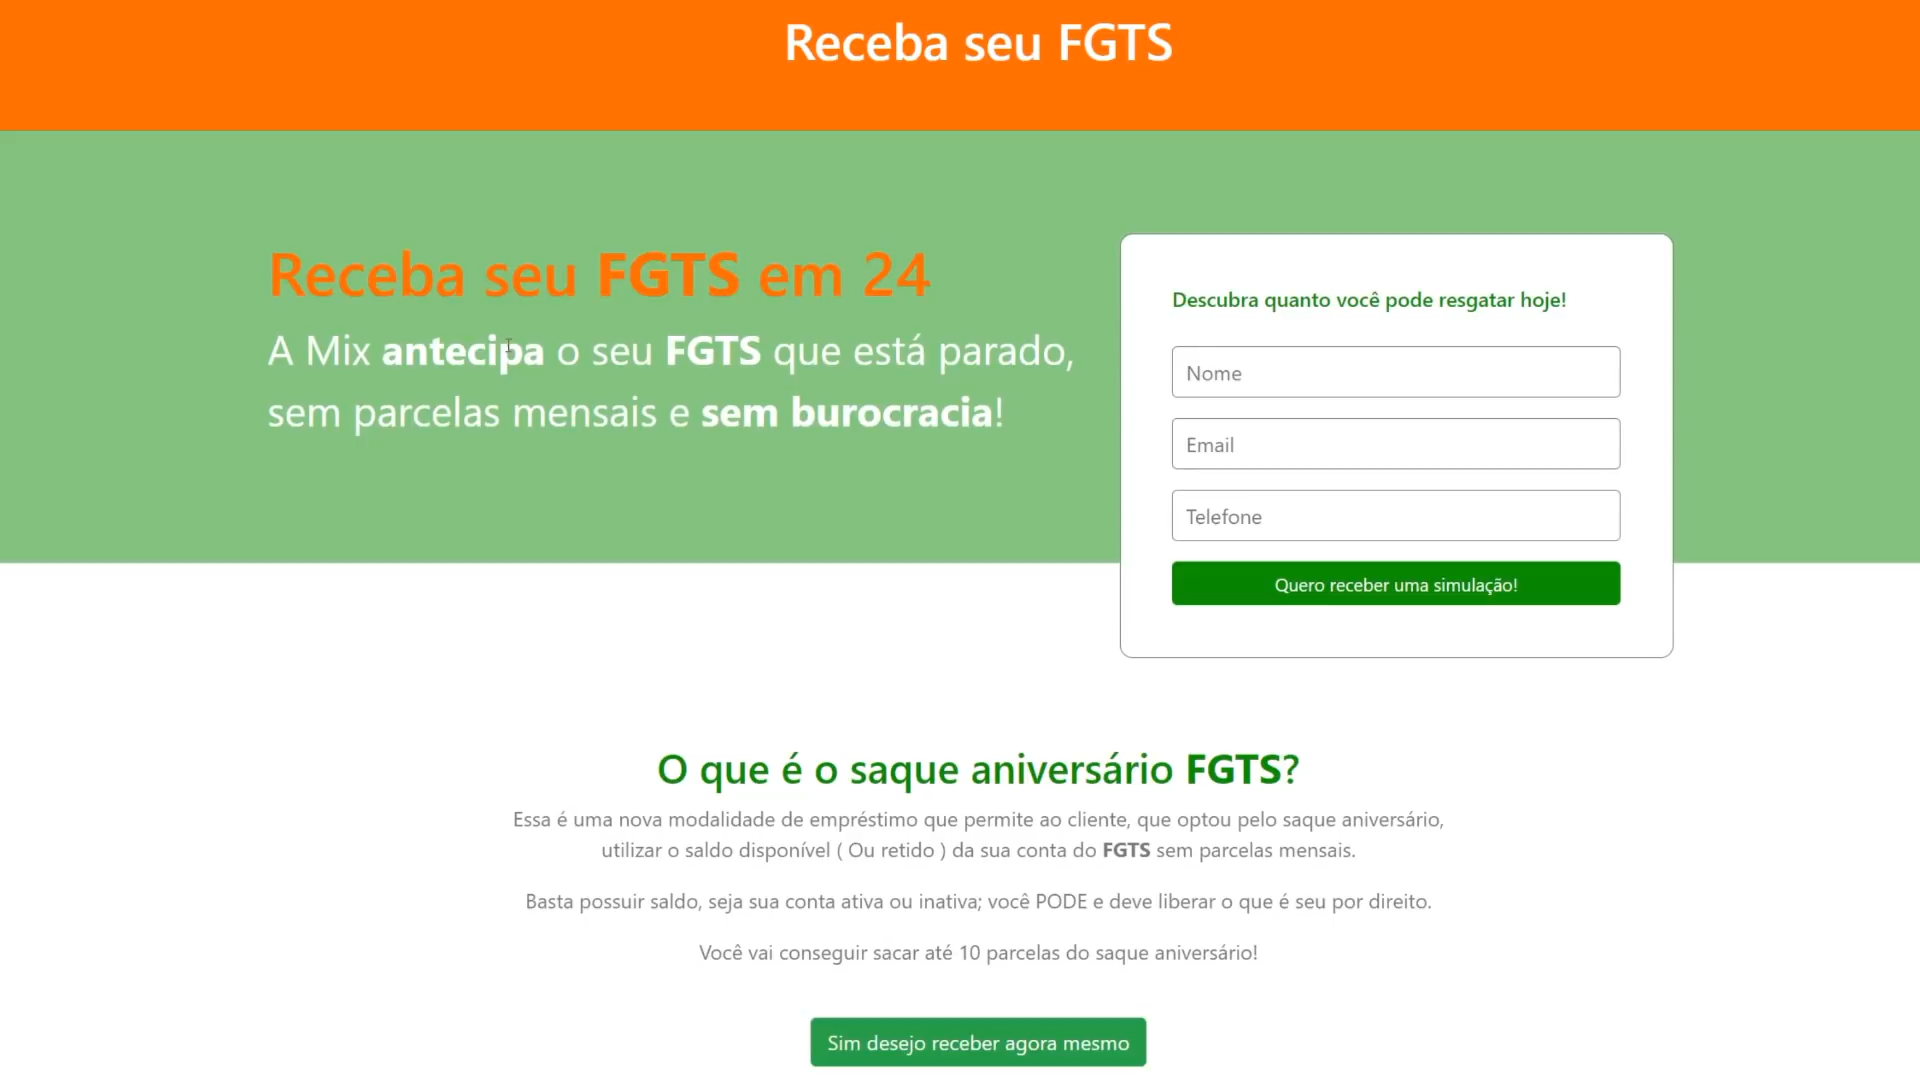 Receba seu FGTS
Receba seu FGTS em 24
A Mix antecipa o seu FGTS que está parado,
sem parcelas mensais e sem burocracia!
Descubra quanto você pode resgatar hoje!
Nome
Email
Telefone
Quero receber uma simulação!
O que é o saque aniversário FGTS?
Essa é uma nova modalidade de empréstimo que permite ao cliente, que optou pelo saque aniversário,
utilizar o saldo disponível ( Ou retido ) da sua conta do FGTS sem parcelas mensais.
Basta possuir saldo, seja sua conta ativa ou inativa; você PODE e deve liberar o que é seu por direito.
Você vai conseguir sacar até 10 parcelas do saque aniversário!
Sim desejo receber agora mesmo